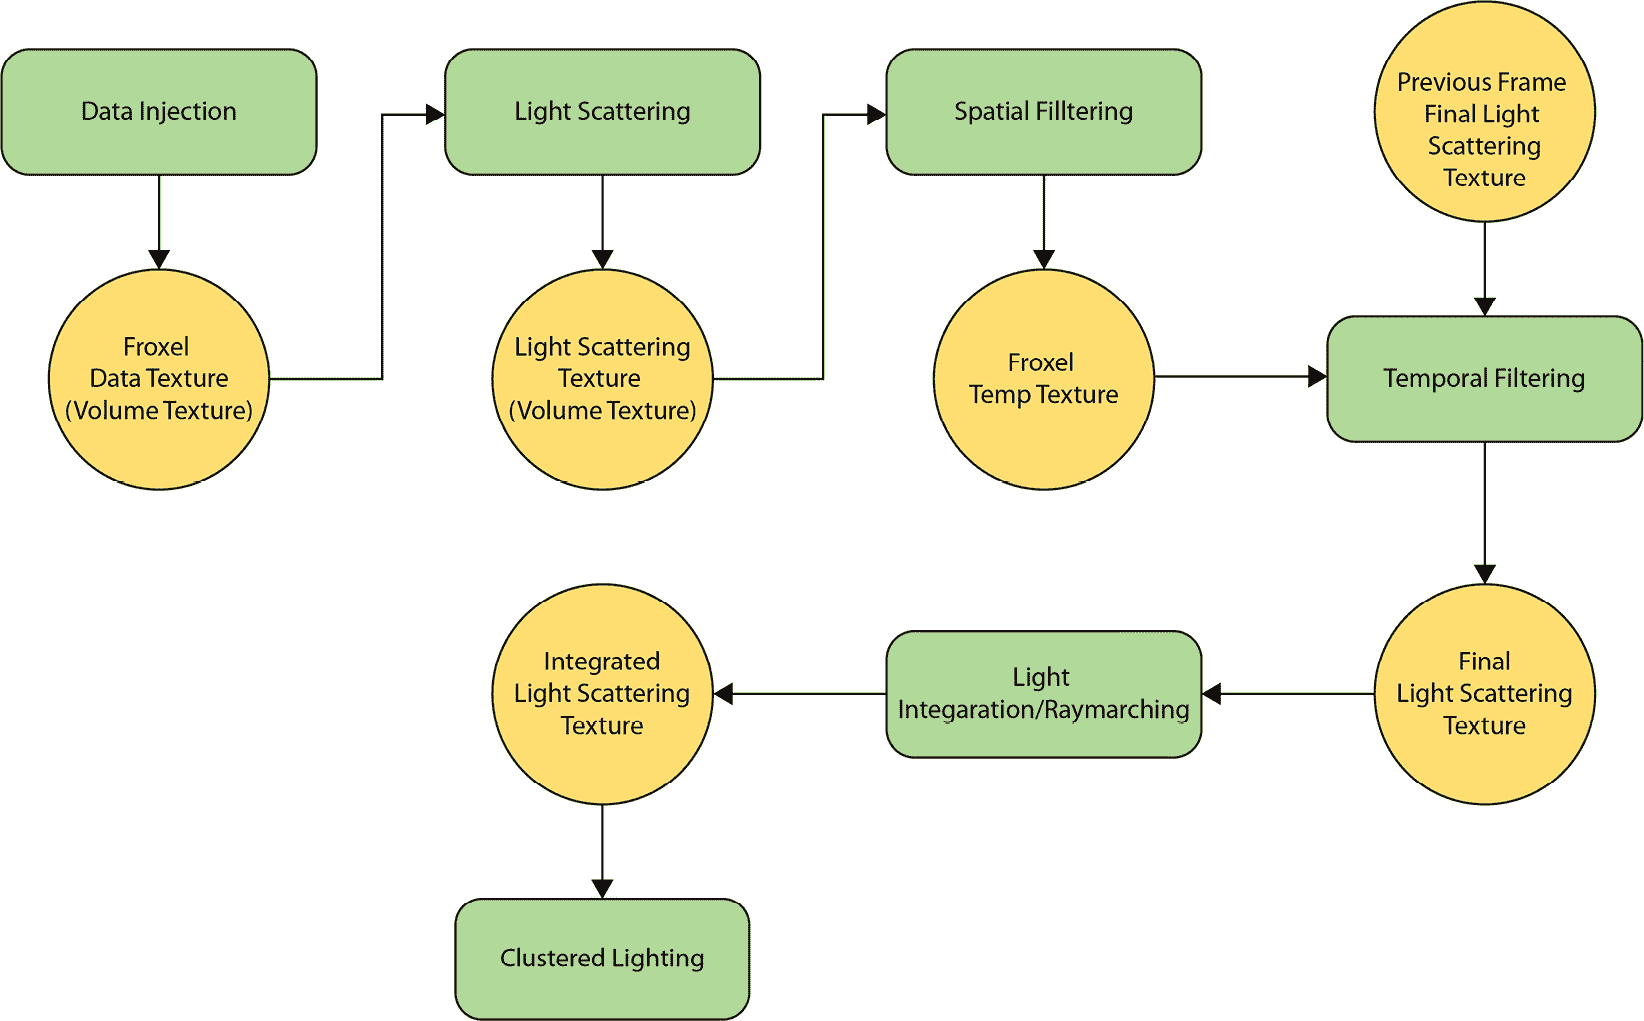 Data Injection
Light Scattering
Spatial Filltering
Previous Frame
Final Light
Scattering
Texture
Froxel
Data Texture
(Volume Texture)
Light Scattering
Texture
(Volume Texture)
Froxel
Temp Texture
Temporal Filtering
Integrated
Light Scattering
Texture
Light
Integaration/Raymarching
Final
Light Scattering
Texture
Clustered Lighting